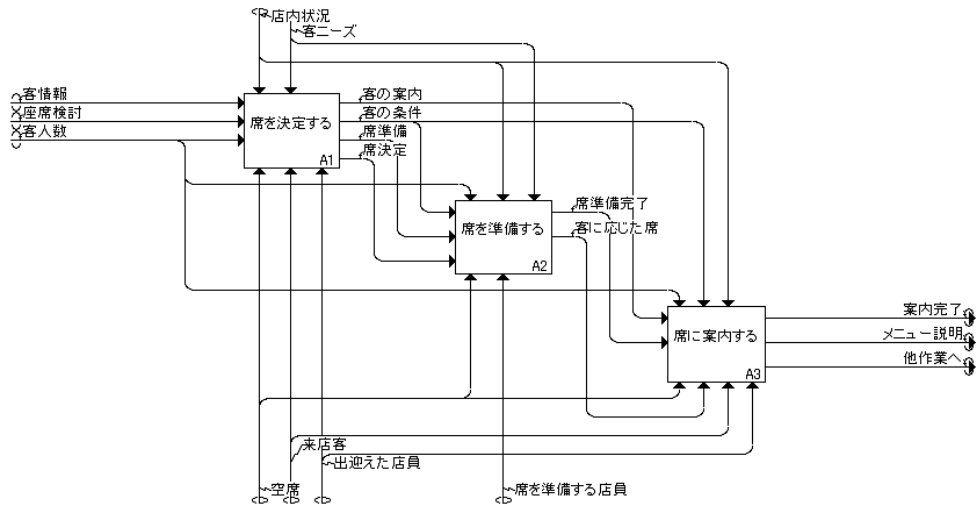 店内状況
客ニーズ
客情報
座席検討
客人数
席を決定する
A1
客の案内
客の条件
席準備
席決定
席を準備する
A2
席準備完了
客に応じた席
席に案内する
A3
案内完了
メニュー説明
他作業へ
来店客
出迎えた店員
空席
席を準備する店員